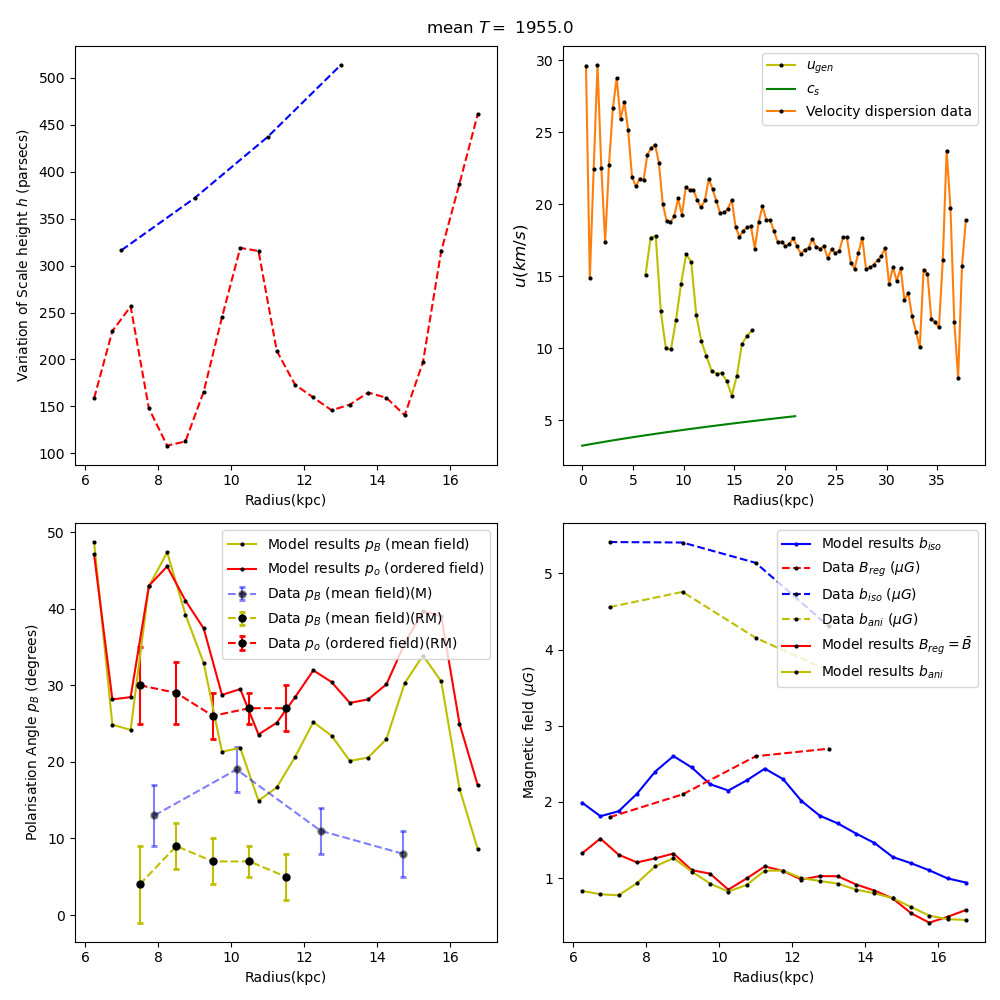 mean T = 1955.0
Variation of Scale height h (parsecs)
500
450
400
350
300
250
200
150
100
6 8 10 12 14 16
Radius(kpc)
u(km/s)
30
25
20
15
10
5
0 5 10 15 20 25 30 35
Radius(kpc)
u_gen
c_s
Velocity dispersion data
Polarisation Angle p_B (degrees)
50
40
30
20
10
0
6 8 10 12 14 16
Radius(kpc)
Model results p_B (mean field)
Model results p_o (ordered field)
Data p_B (mean field)(M)
Data p_B (mean field)(RM)
Data p_o (ordered field)(RM)
Magnetic field (μG)
5
4
3
2
1
6 8 10 12 14 16
Radius(kpc)
Model results b_iso
Data B_reg (μG)
Data b_iso (μG)
Data b_ani (μG)
Model results B_reg = B̄
Model results b_ani